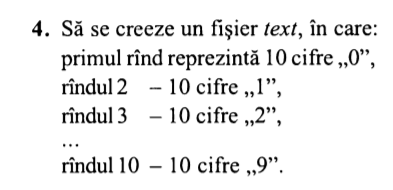 4. Să se creeze un fişier text, în care:
primul rînd reprezintă 10 cifre „0”,
rîndul 2 – 10 cifre „1”,
rîndul 3 – 10 cifre „2”,
...
rîndul 10 – 10 cifre „9”.